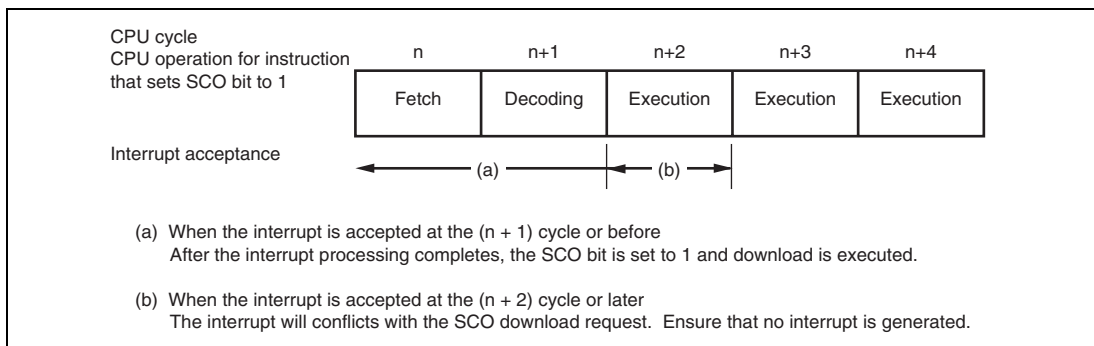 CPU cycle
CPU operation for instruction
that sets SCO bit to 1
n n+1 n+2 n+3 n+4
Fetch Decoding Execution Execution Execution
Interrupt acceptance
(a) (b)
(a) When the interrupt is accepted at the (n + 1) cycle or before
After the interrupt processing completes, the SCO bit is set to 1 and download is executed.
(b) When the interrupt is accepted at the (n + 2) cycle or later
The interrupt will conflicts with the SCO download request. Ensure that no interrupt is generated.